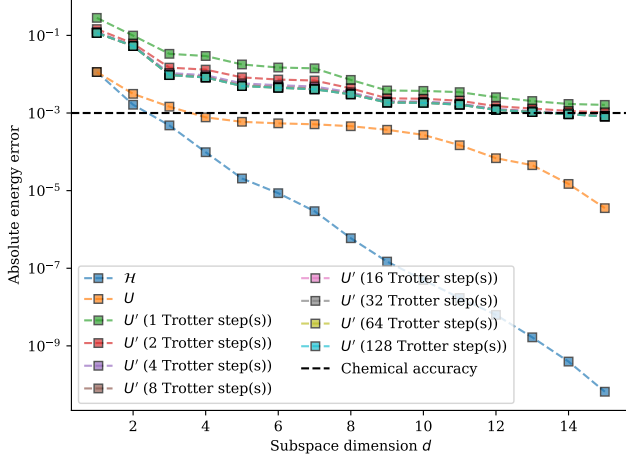 10⁻¹
10⁻³
10⁻⁵
10⁻⁷
10⁻⁹
Absolute energy error
ℋ
U
U′ (1 Trotter step(s))
U′ (2 Trotter step(s))
U′ (4 Trotter step(s))
U′ (8 Trotter step(s))
U′ (16 Trotter step(s))
U′ (32 Trotter step(s))
U′ (64 Trotter step(s))
U′ (128 Trotter step(s))
Chemical accuracy
2 4 6 8 10 12 14
Subspace dimension d